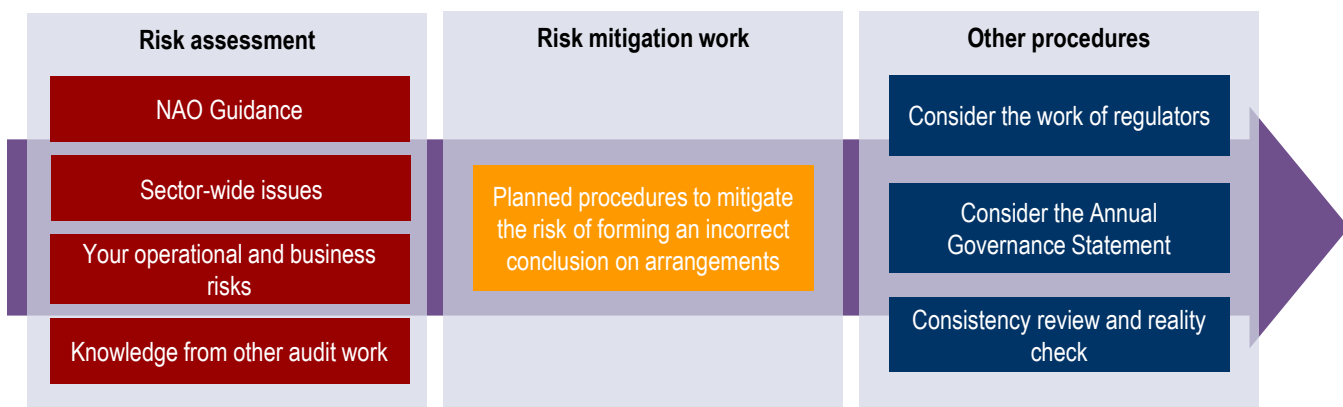 Risk assessment
NAO Guidance
Sector-wide issues
Your operational and business
risks
Knowledge from other audit work
Risk mitigation work
Planned procedures to mitigate
the risk of forming an incorrect
conclusion on arrangements
Other procedures
Consider the work of regulators
Consider the Annual
Governance Statement
Consistency review and reality
check